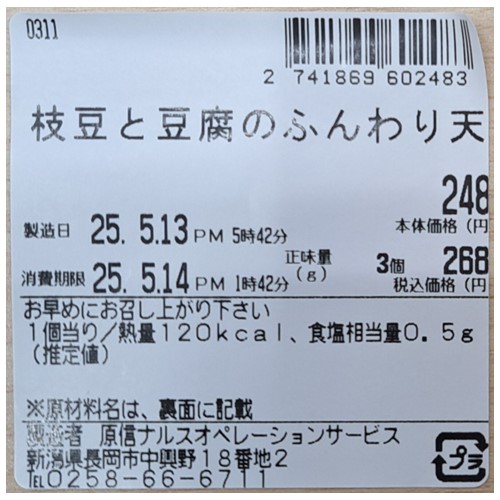 0311
2 741869 602483
枝豆と豆腐のふんわり天
248
本体価格 (円
製造日 25. 5.13 PM 5時42分
消費期限 25. 5.14 PM 1時42分
正味量 (g) 3個 268
税込価格 (円
お早めにお召し上がり下さい
1個当り/熱量120kcal、食塩相当量0.5g
(推定値)
※原材料名は、裏面に記載
製造者 原信ナルスオペレーションサービス
新潟県長岡市中興野18番地2
TEL0258-66-6711
プラ